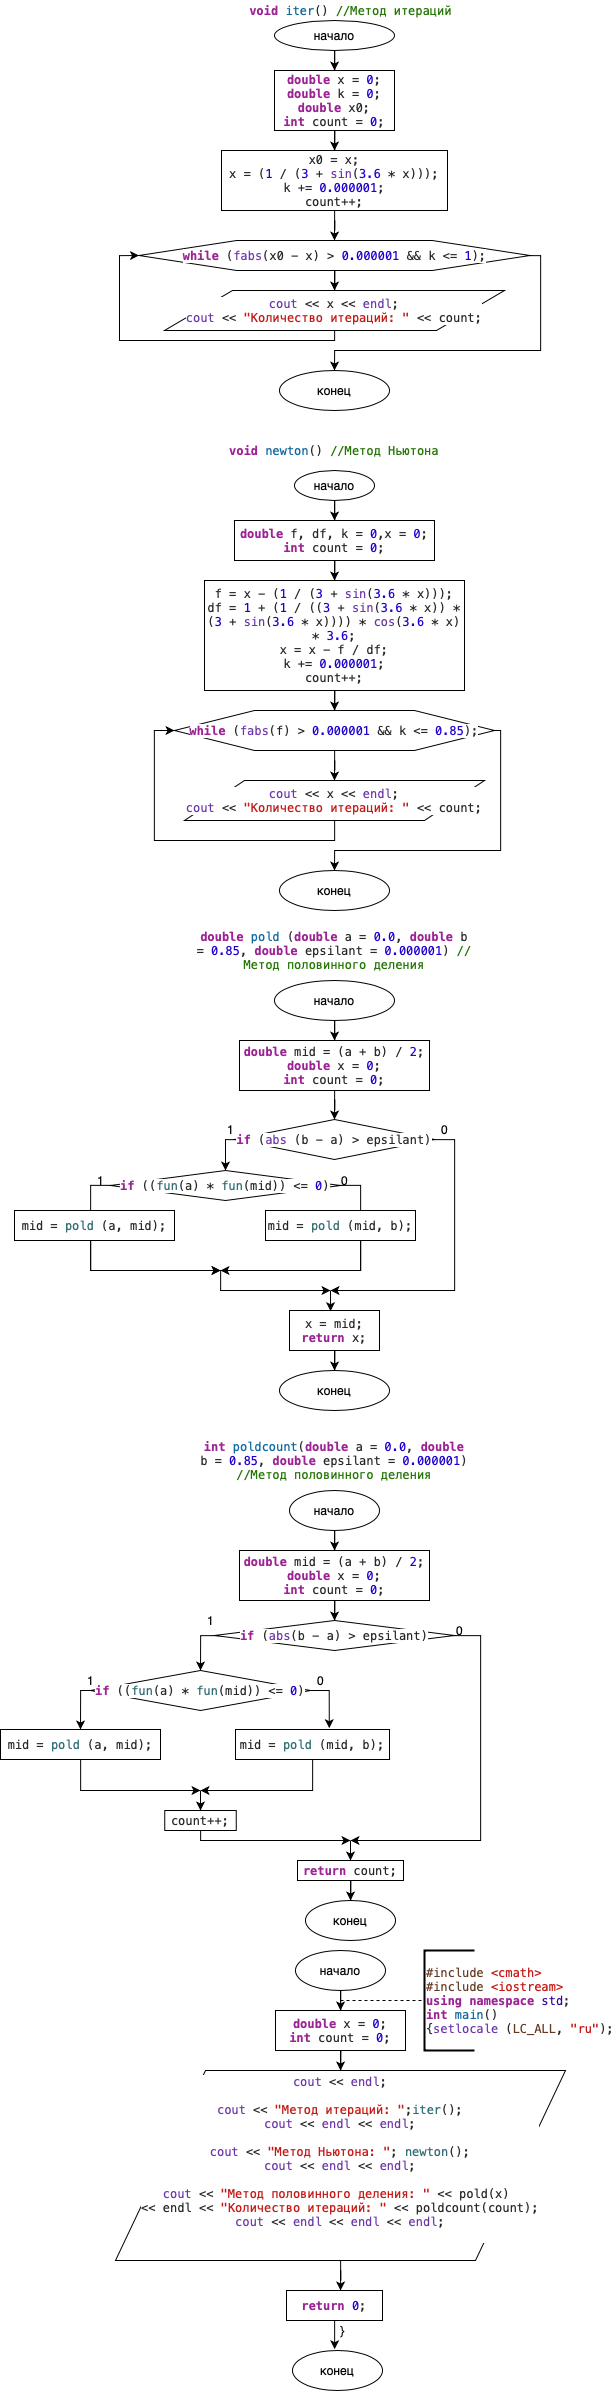 void iter() //Метод итераций
начало
double x = 0;
double k = 0;
double x0;
int count = 0;
x0 = x;
x = (1 / (3 + sin(3.6 * x)));
k += 0.000001;
count++;
while (fabs(x0 - x) > 0.000001 && k <= 1);
cout << x << endl;
cout << "Количество итераций: " << count;
конец
void newton() //Метод Ньютона
начало
double f, df, k = 0,x = 0;
int count = 0;
f = x - (1 / (3 + sin(3.6 * x)));
df = 1 + (1 / ((3 + sin(3.6 * x)) *
(3 + sin(3.6 * x)))) * cos(3.6 * x)
* 3.6;
x = x - f / df;
k += 0.000001;
count++;
while (fabs(f) > 0.000001 && k <= 0.85);
cout << x << endl;
cout << "Количество итераций: " << count;
конец
double pold (double a = 0.0, double b
= 0.85, double epsilant = 0.000001) //
Метод половинного деления
начало
double mid = (a + b) / 2;
double x = 0;
int count = 0;
1
0
if (abs (b - a) > epsilant)
1
0
if ((fun(a) * fun(mid)) <= 0)
mid = pold (a, mid);
mid = pold (mid, b);
x = mid;
return x;
конец
int poldcount(double a = 0.0, double
b = 0.85, double epsilant = 0.000001)
//Метод половинного деления
начало
double mid = (a + b) / 2;
double x = 0;
int count = 0;
1
0
if (abs(b - a) > epsilant)
1
0
if ((fun(a) * fun(mid)) <= 0)
mid = pold (a, mid);
mid = pold (mid, b);
count++;
return count;
конец
начало
#include <cmath>
#include <iostream>
using namespace std;
int main()
{setlocale (LC_ALL, "ru");
double x = 0;
int count = 0;
cout << endl;
cout << "Метод итераций: ";iter();
cout << endl << endl;
cout << "Метод Ньютона: "; newton();
cout << endl << endl;
cout << "Метод половинного деления: " << pold(x)
<< endl << "Количество итераций: " << poldcount(count);
cout << endl << endl << endl;
return 0;
}
конец